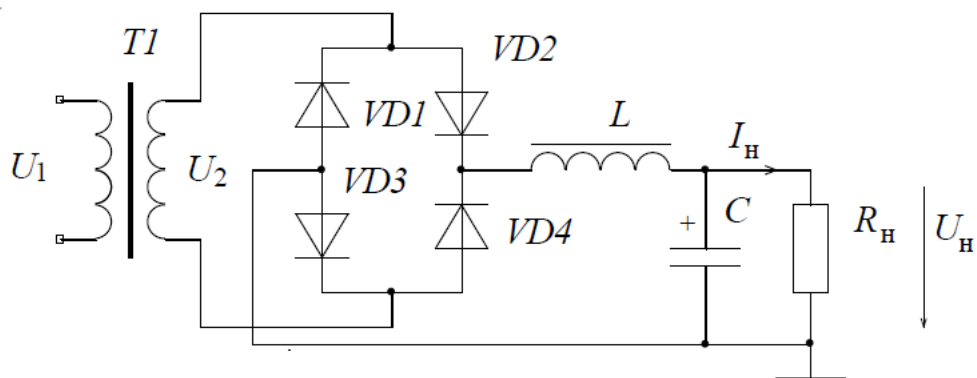 T1
VD2
VD1
L
Iн
U1
U2
VD3
VD4
+
C
Rн
Uн